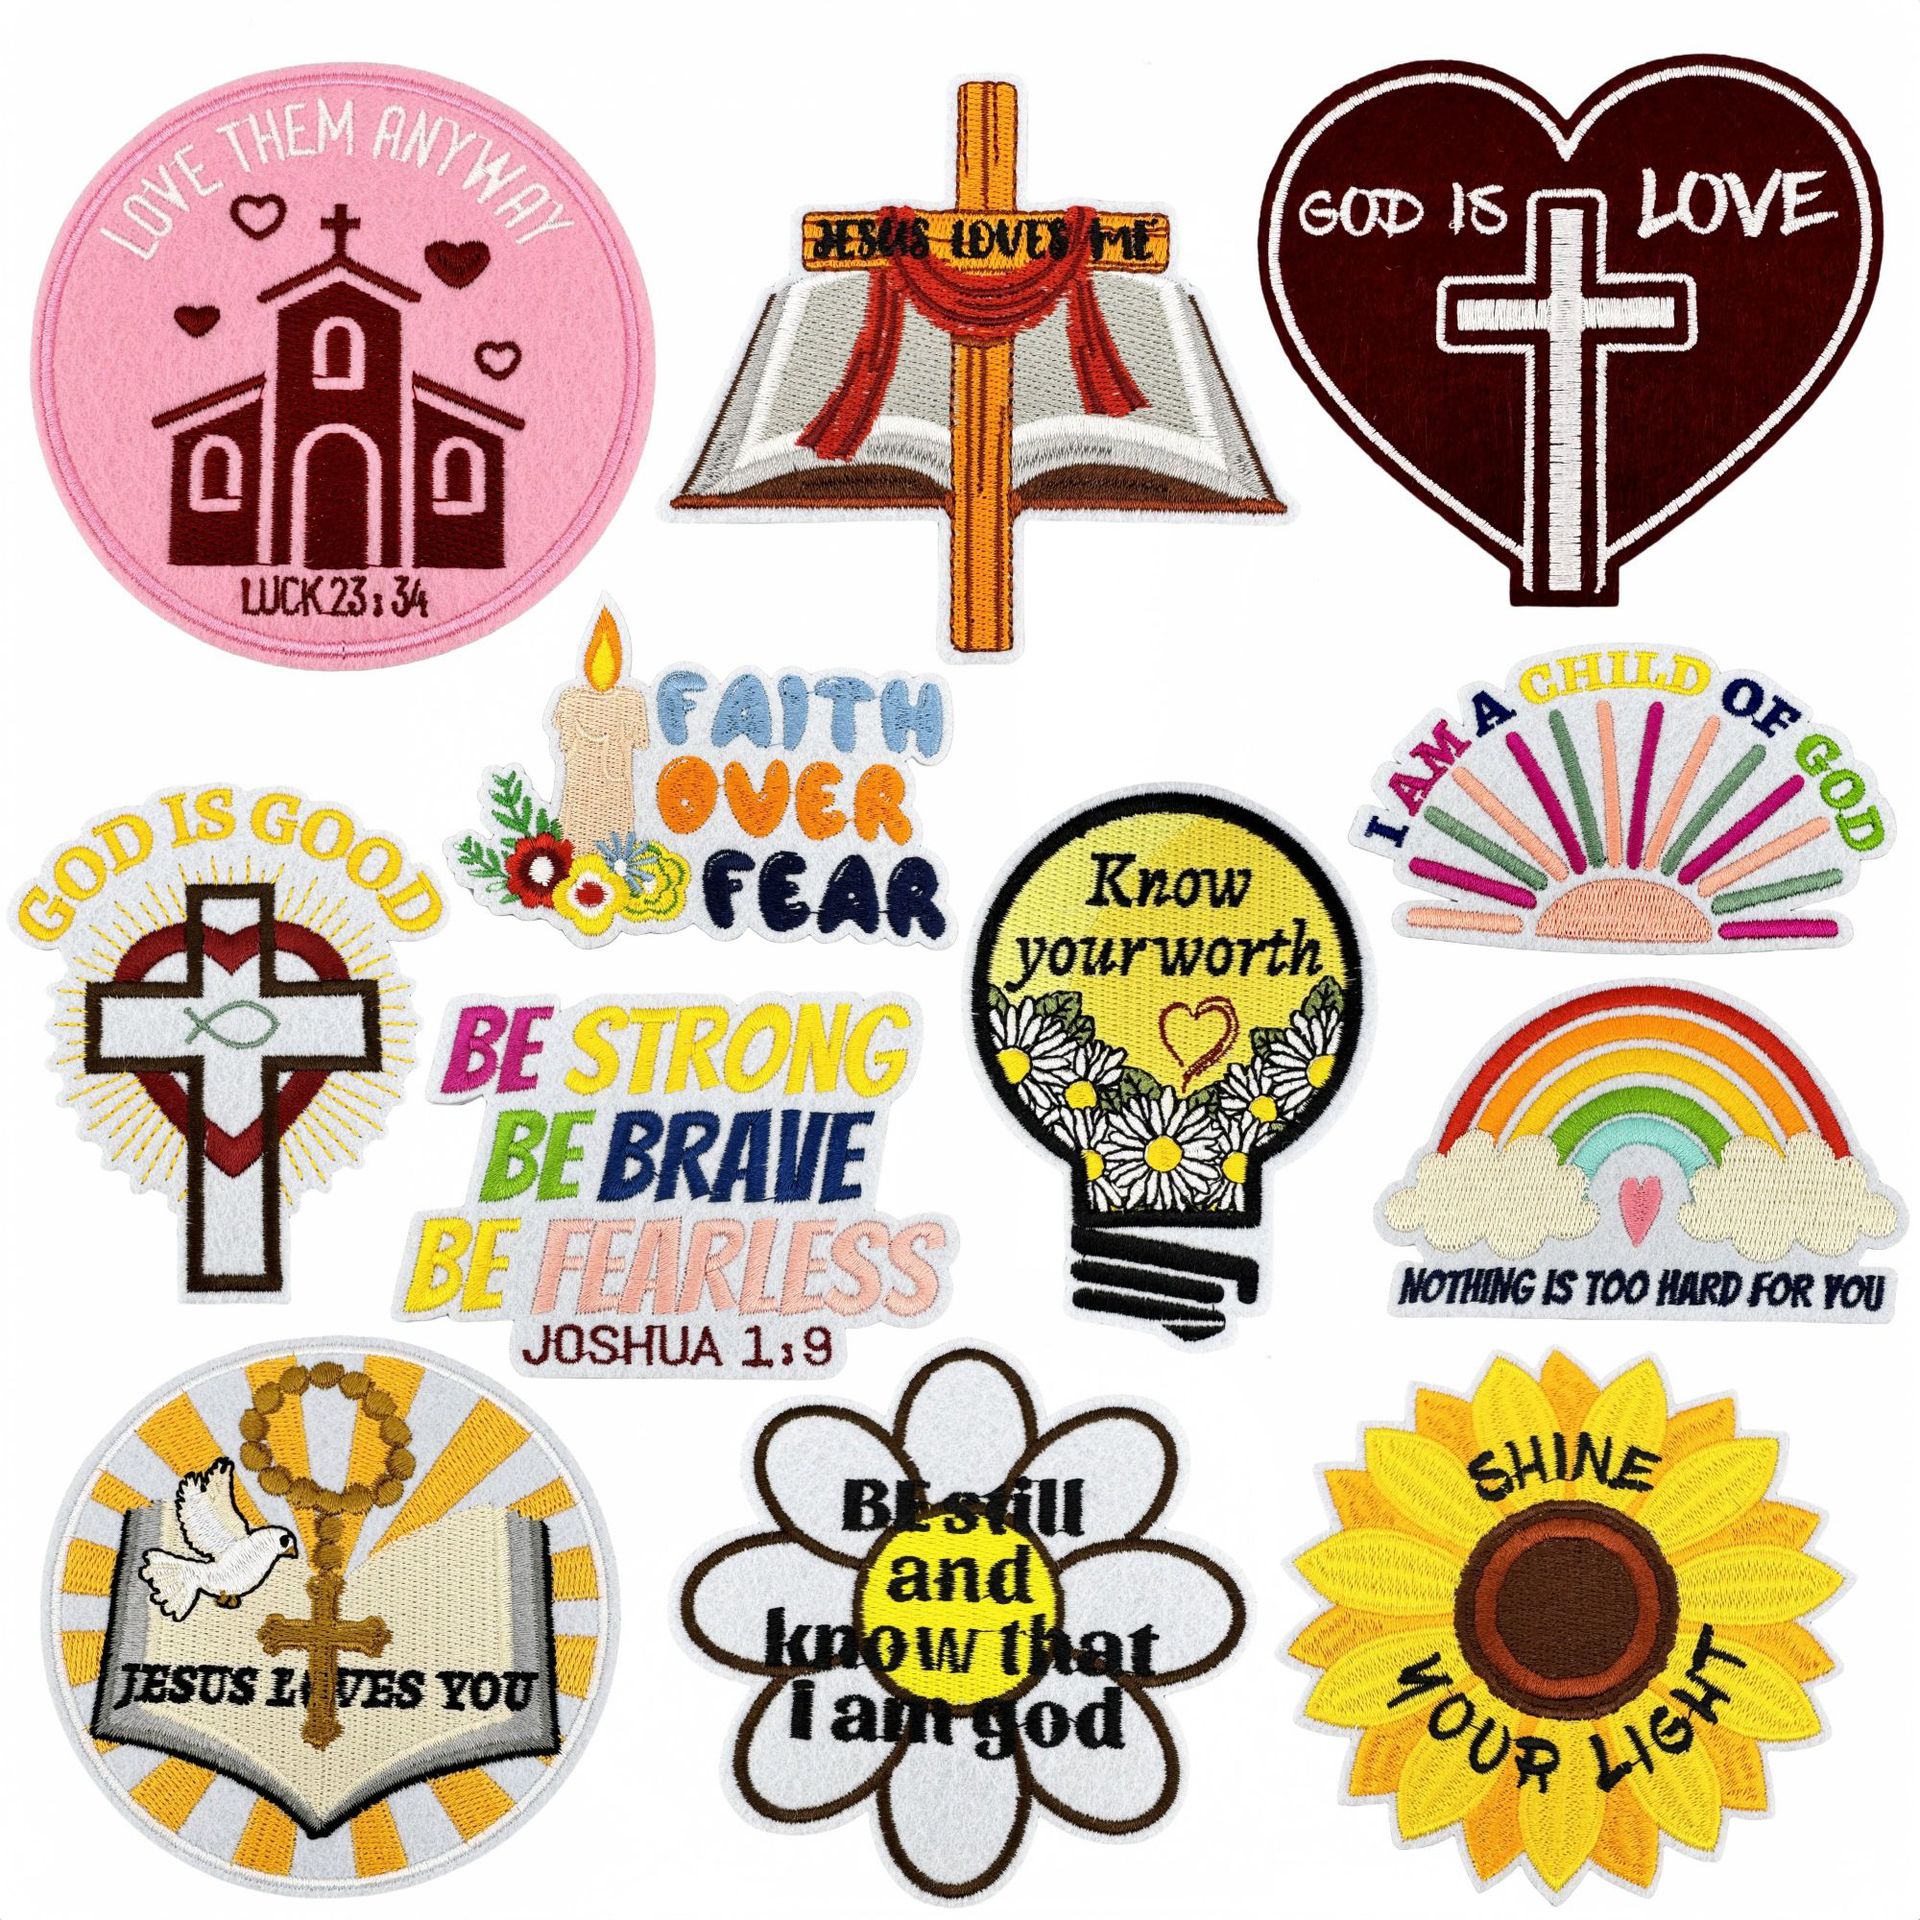 LOVE THEM ANYWAY
LUCK 23:34
JESUS LOVES ME
GOD IS LOVE
FAITH
OVER
FEAR
I AM A CHILD OF GOD
GOD IS GOOD
Know
your worth
BE STRONG
BE BRAVE
BE FEARLESS
JOSHUA 1:9
NOTHING IS TOO HARD FOR YOU
JESUS LOVES YOU
BE still
and
know that
i am god
SHINE
YOUR LIGHT